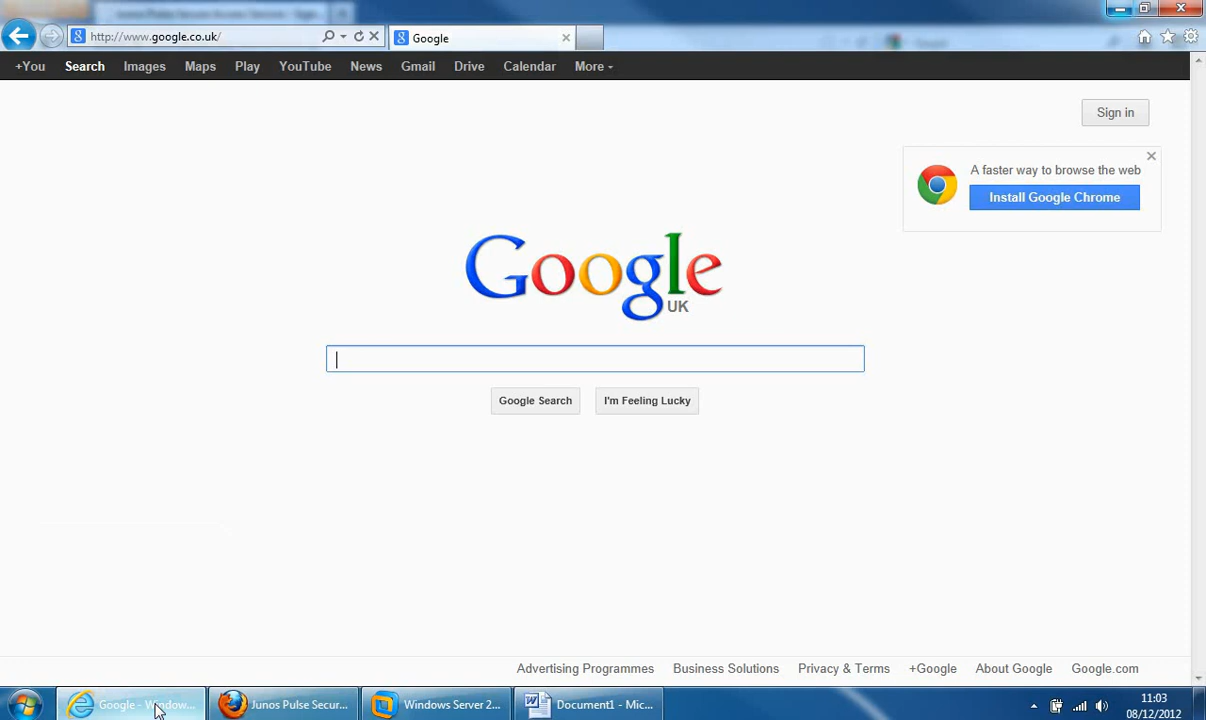 http://www.google.co.uk/
Google
+You Search Images Maps Play YouTube News Gmail Drive Calendar More
Sign in
A faster way to browse the web
Install Google Chrome
Google
UK
Google Search I'm Feeling Lucky
Advertising Programmes Business Solutions Privacy & Terms +Google About Google Google.com
Google - Window... Junos Pulse Secur... Windows Server 2... Document1 - Mic... 11:03
08/12/2012